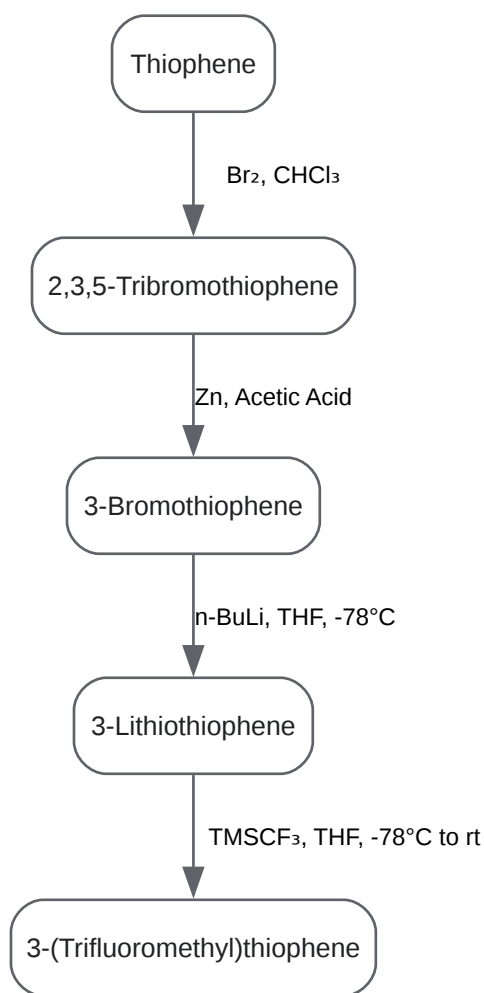 Thiophene
Br₂, CHCl₃
2,3,5-Tribromothiophene
Zn, Acetic Acid
3-Bromothiophene
n-BuLi, THF, -78°C
3-Lithiothiophene
TMSCF₃, THF, -78°C to rt
3-(Trifluoromethyl)thiophene